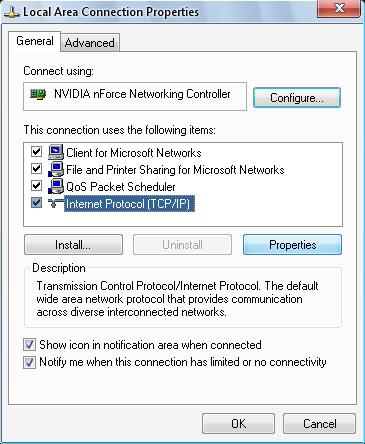 Local Area Connection Properties
General Advanced
Connect using:
NVIDIA nForce Networking Controller Configure...
This connection uses the following items:
Client for Microsoft Networks
File and Printer Sharing for Microsoft Networks
QoS Packet Scheduler
Internet Protocol (TCP/IP)
Install... Uninstall Properties
Description
Transmission Control Protocol/Internet Protocol. The default
wide area network protocol that provides communication
across diverse interconnected networks.
Show icon in notification area when connected
Notify me when this connection has limited or no connectivity
OK Cancel